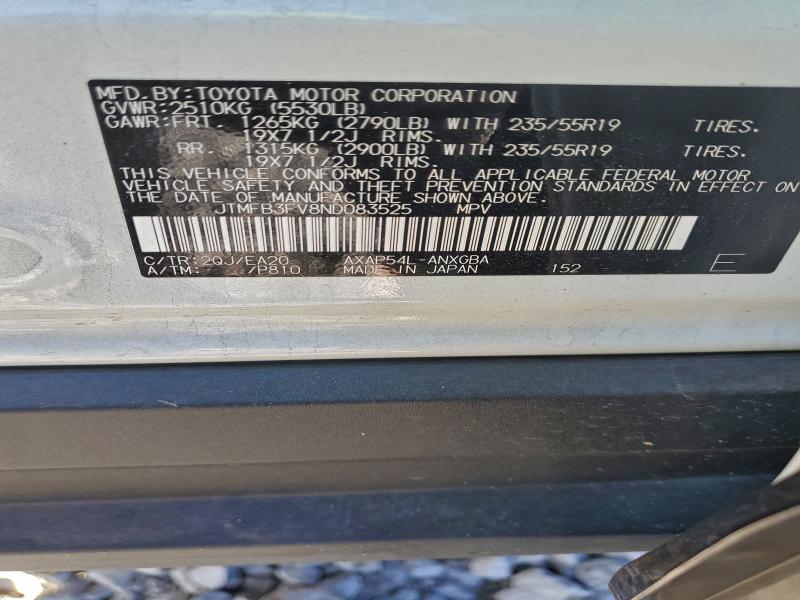 MFD. BY: TOYOTA MOTOR CORPORATION
GVWR: 2510KG (5530LB)
GAWR: FRT. 1265KG (2790LB) WITH 235/55R19 TIRES.
19X7 1/2J RIMS.
RR. 1315KG (2900LB) WITH 235/55R19 TIRES.
19X7 1/2J RIMS.
THIS VEHICLE CONFORMS TO ALL APPLICABLE FEDERAL MOTOR
VEHICLE SAFETY AND THEFT PREVENTION STANDARDS IN EFFECT ON
THE DATE OF MANUFACTURE SHOWN ABOVE.
JTMFB3FV8ND083525 MPV
C/TR: 2QJ/EA20 AXAP54L-ANXGBA
A/TM: 7P810 MADE IN JAPAN 152 E